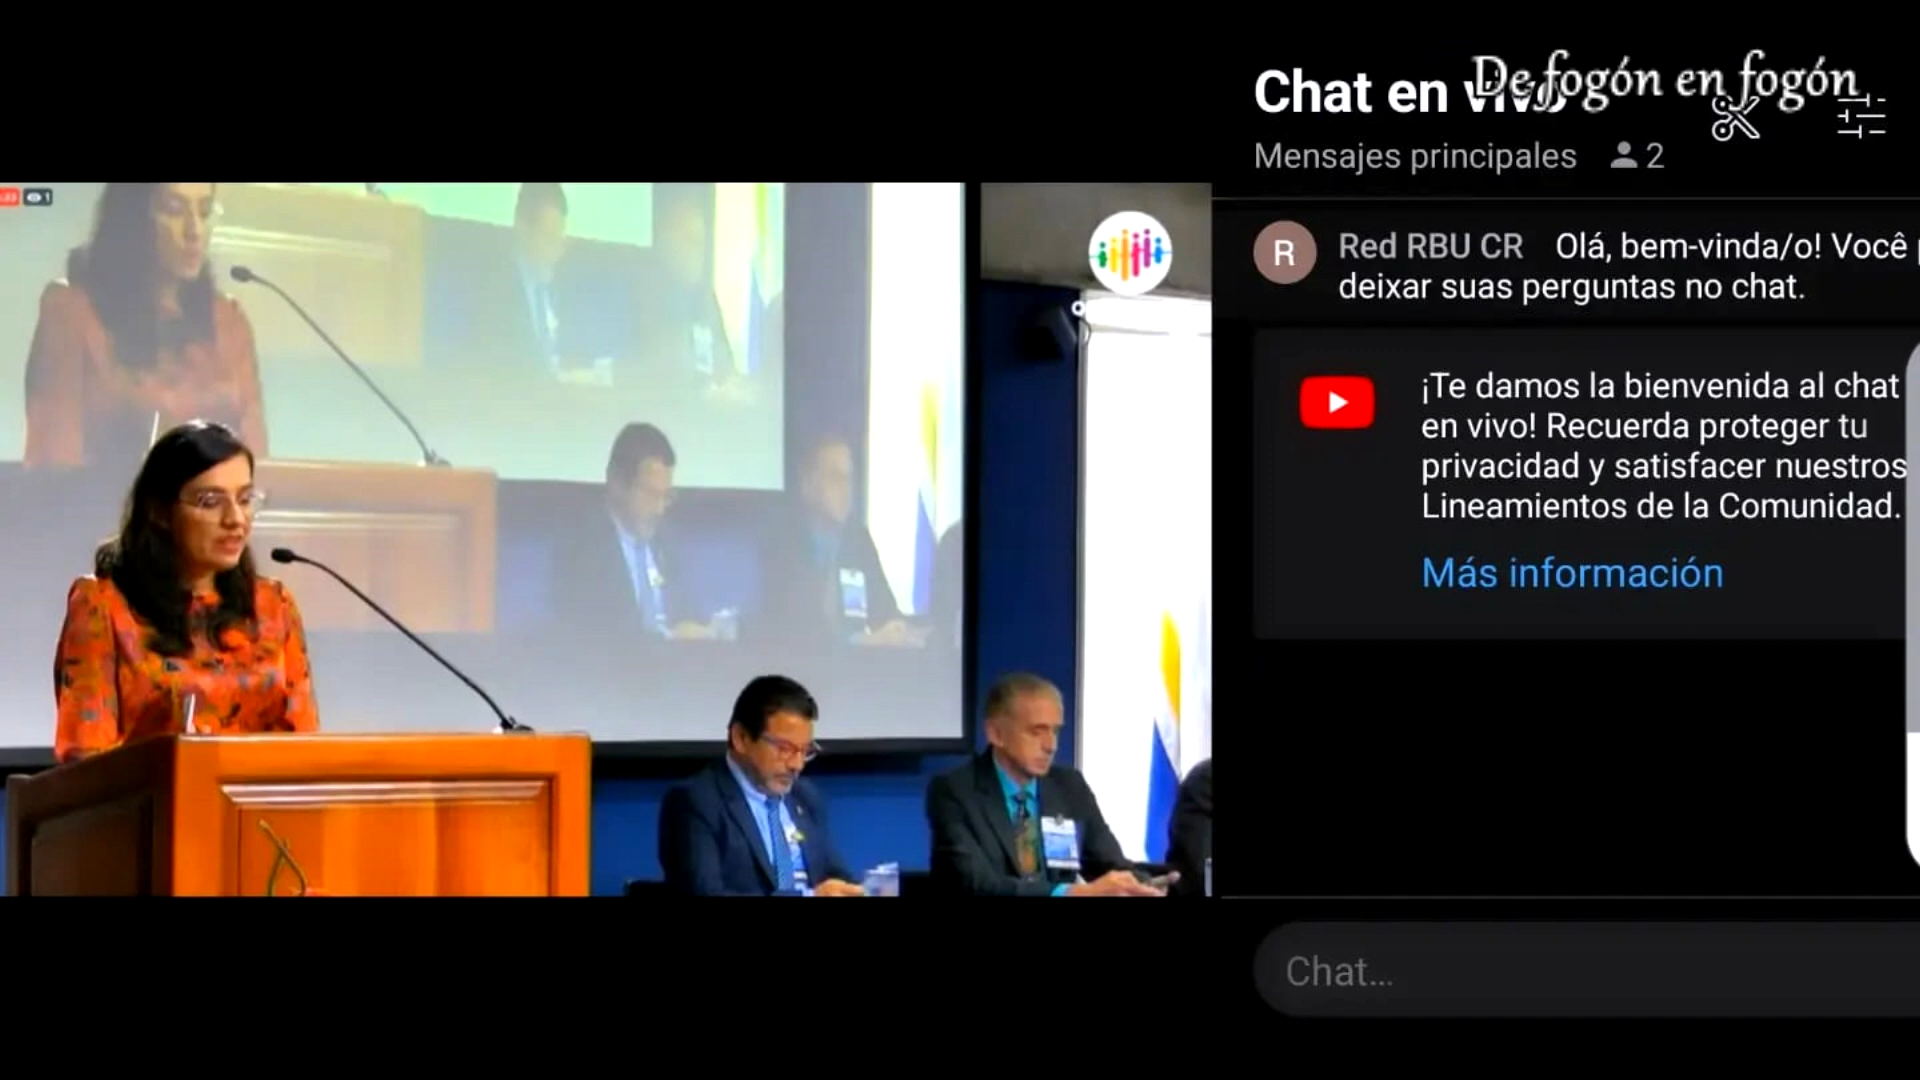 De fogón en fogón
Chat en vivo
Mensajes principales 2
1
R
Red RBU CR Olá, bem-vinda/o! Você
deixar suas perguntas no chat.
¡Te damos la bienvenida al chat
en vivo! Recuerda proteger tu
privacidad y satisfacer nuestros
Lineamientos de la Comunidad.
Más información
Chat...